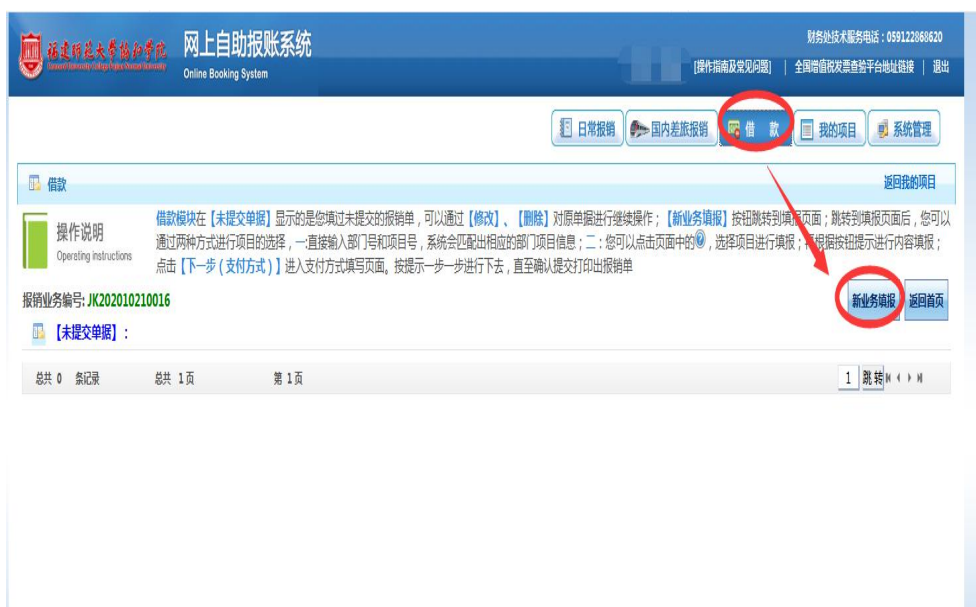 福建师范大学协和学院
网上自助报账系统
Online Booking System
财务处技术服务电话：059122868620
[操作指南及常见问题] | 全国增值税发票查验平台地址链接 | 退出
日常报销 国内差旅报销 借 款 我的项目 系统管理
借款 返回我的项目
操作说明
Operating instructions
借款模块在【未提交单据】显示的是您填过未提交的报销单，可以通过【修改】、【删除】对原单据进行继续操作；【新业务填报】按钮跳转到填报页面；跳转到填报页面后，您可以
通过两种方式进行项目的选择，一:直接输入部门号和项目号，系统会匹配出相应的部门项目信息；二：您可以点击页面中的?，选择项目进行填报；再根据按钮提示进行内容填报；
点击【下一步（支付方式）】进入支付方式填写页面。按提示一步一步进行下去，直至确认提交打印出报销单
报销业务编号: JK202010210016
新业务填报 返回首页
【未提交单据】：
总共 0 条记录 总共 1页 第 1页 1 跳转